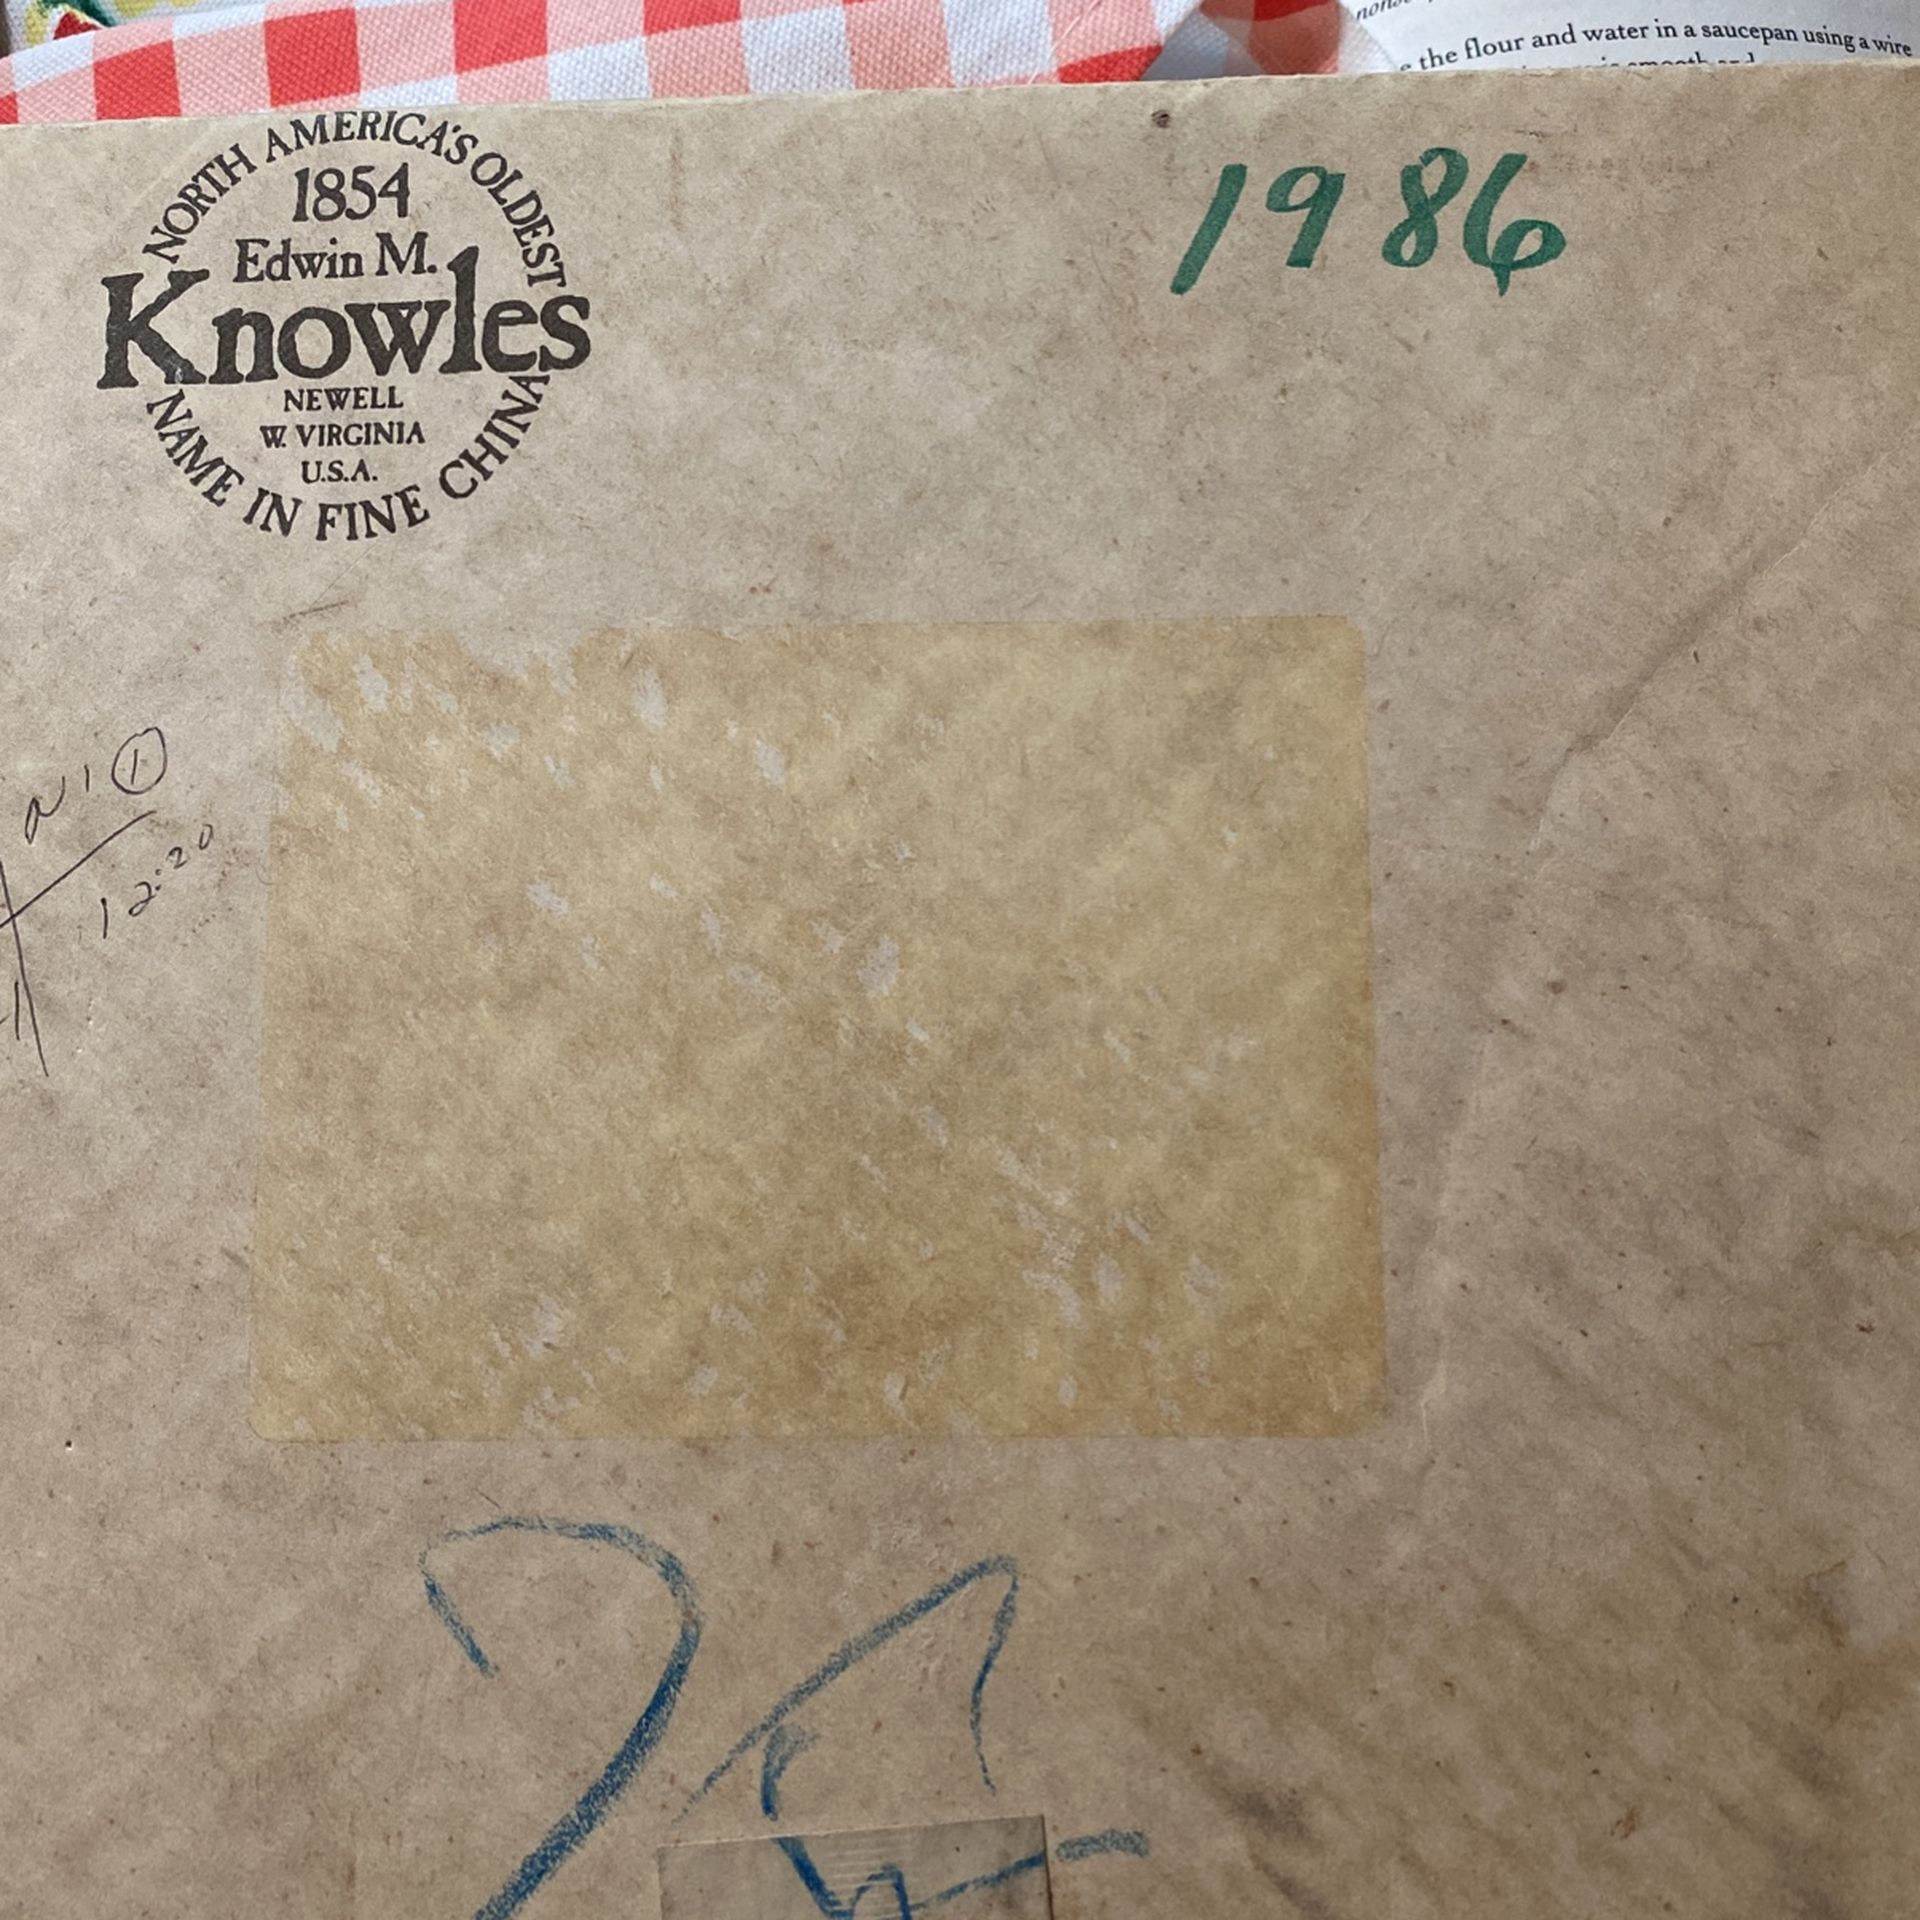 the flour and water in a saucepan using a wire
NORTH AMERICA'S OLDEST
1854
Edwin M.
Knowles
NEWELL
W. VIRGINIA
U.S.A.
NAME IN FINE CHINA
1986
12:20